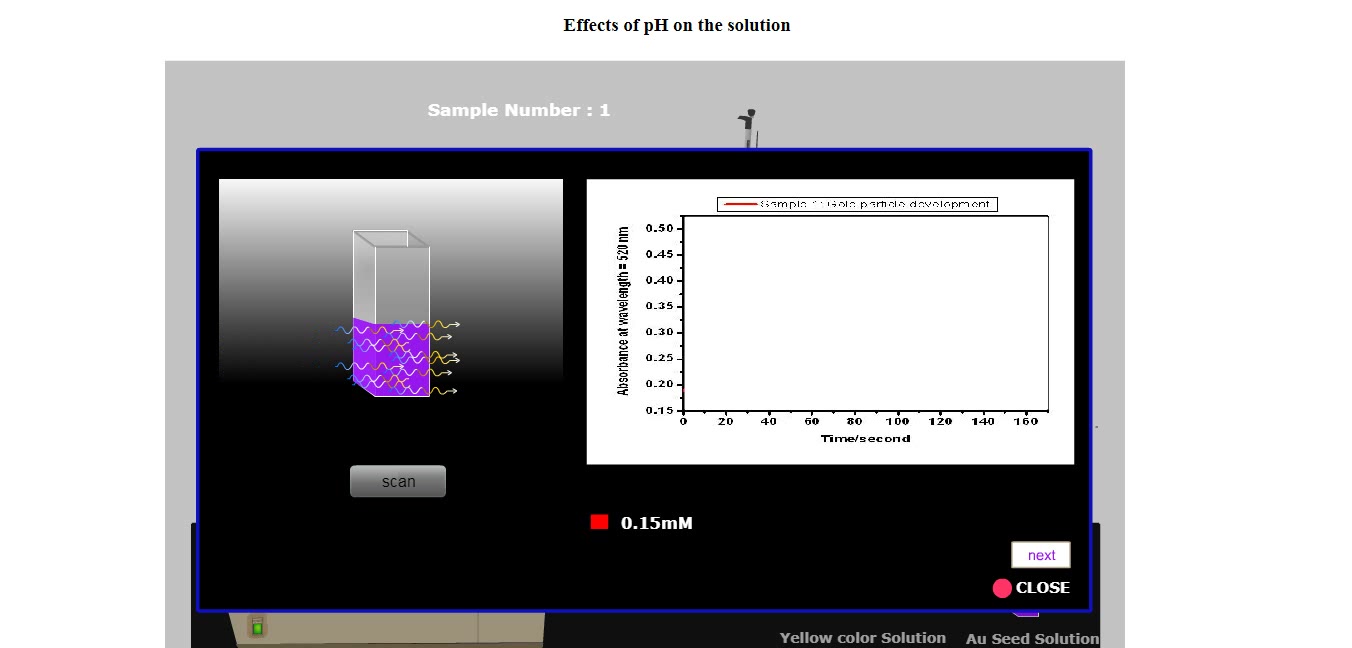 Effects of pH on the solution
Sample Number : 1
Sample 1: Gold particle development
Absorbance at wavelength = 520 nm
0.50
0.45
0.40
0.35
0.30
0.25
0.20
0.15
0 20 40 60 80 100 120 140 160
Time/second
scan
0.15mM
next
CLOSE
Yellow color Solution Au Seed Solution